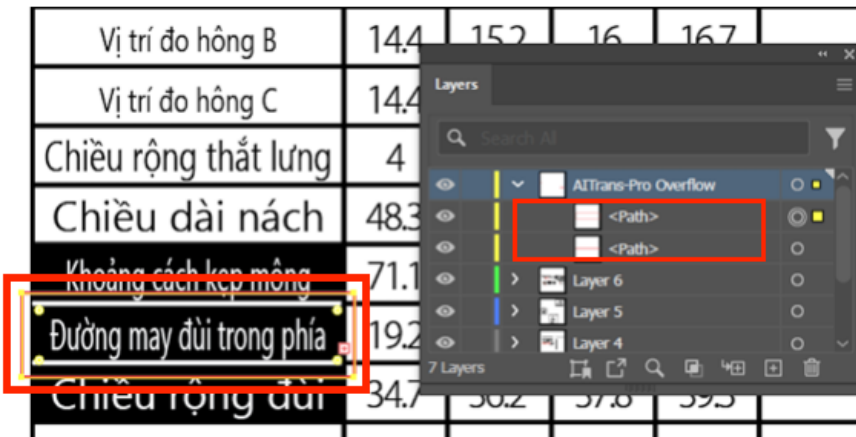 Vị trí đo hông B 14.4 15.2 16 16.7
Vị trí đo hông C 14.4
Chiều rộng thắt lưng 4
Chiều dài nách 48.3
Khoảng cách kẹp mông 71.1
Đường may đùi trong phía 19.2
Chiều rộng đùi 34.7 36.2 37.8 39.3
Layers
Search All
AITrans-Pro Overflow
<Path>
<Path>
Layer 6
Layer 5
Layer 4
7 Layers